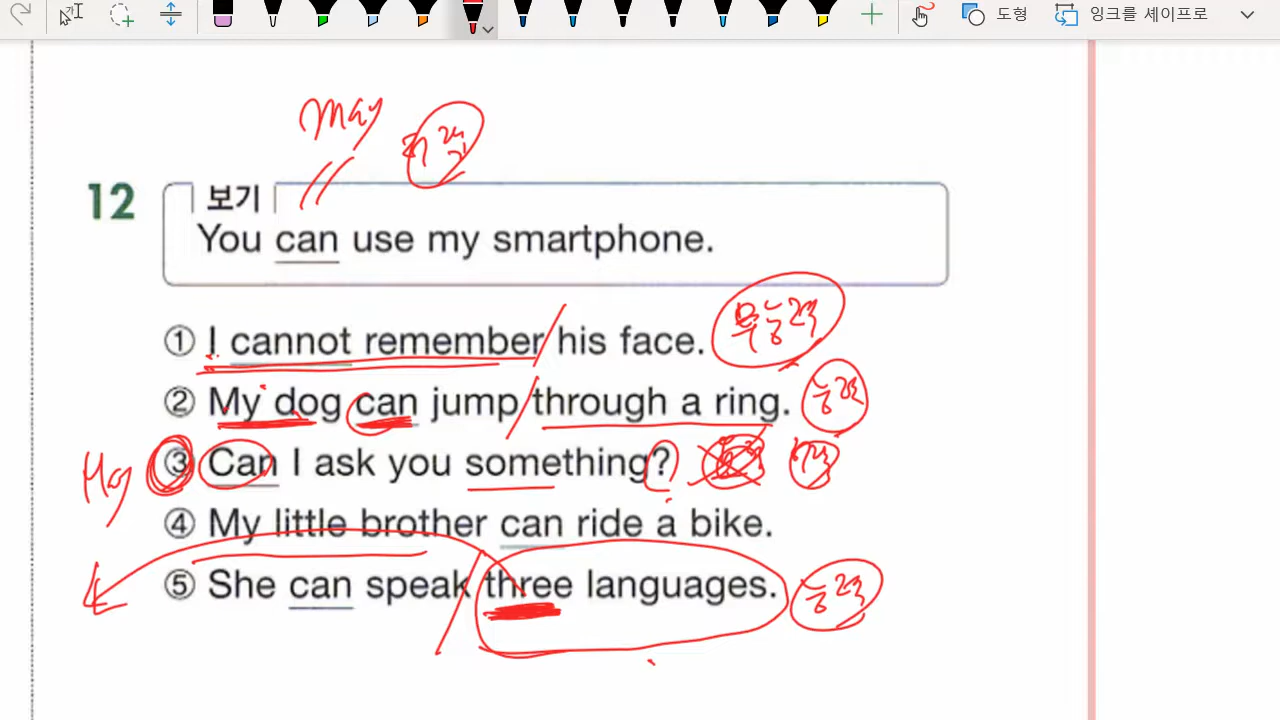 도형 잉크를 셰이프로
May 허락
12 보기
You can use my smartphone.
① I cannot remember his face. 무능력
② My dog can jump through a ring. 능력
May ③ Can I ask you something? 허락
④ My little brother can ride a bike.
⑤ She can speak three languages. 능력